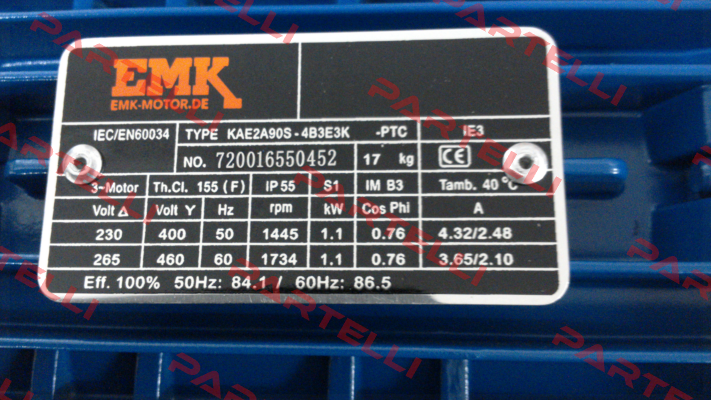 EMK
EMK-MOTOR.DE
IEC/EN60034 TYPE KAE2A90S - 4B3E3K -PTC IE3
NO. 720016550452 17 kg CE
3~Motor Th.Cl. 155 (F) IP 55 S1 IM B3 Tamb. 40 °C
Volt Δ Volt Y Hz rpm kW Cos Phi A
230 400 50 1445 1.1 0.76 4.32/2.48
265 460 60 1734 1.1 0.76 3.65/2.10
Eff. 100% 50Hz: 84.1 / 60Hz: 86.5
PARTELLI
PARTELLI
PARTELLI
PARTELLI
PARTELLI
PARTELLI